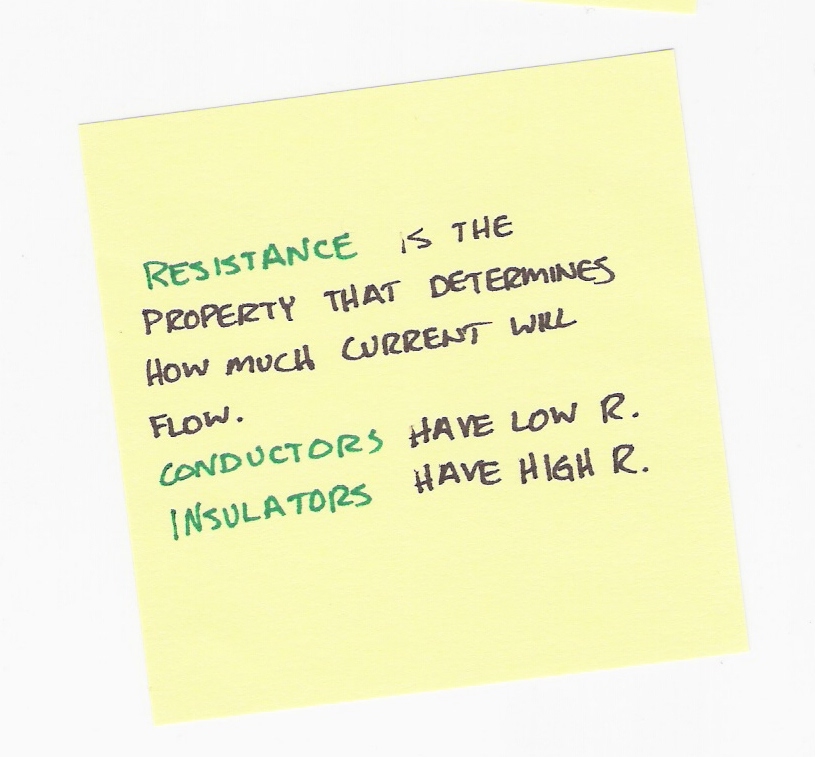 RESISTANCE IS THE
PROPERTY THAT DETERMINES
HOW MUCH CURRENT WILL
FLOW.
CONDUCTORS HAVE LOW R.
INSULATORS HAVE HIGH R.